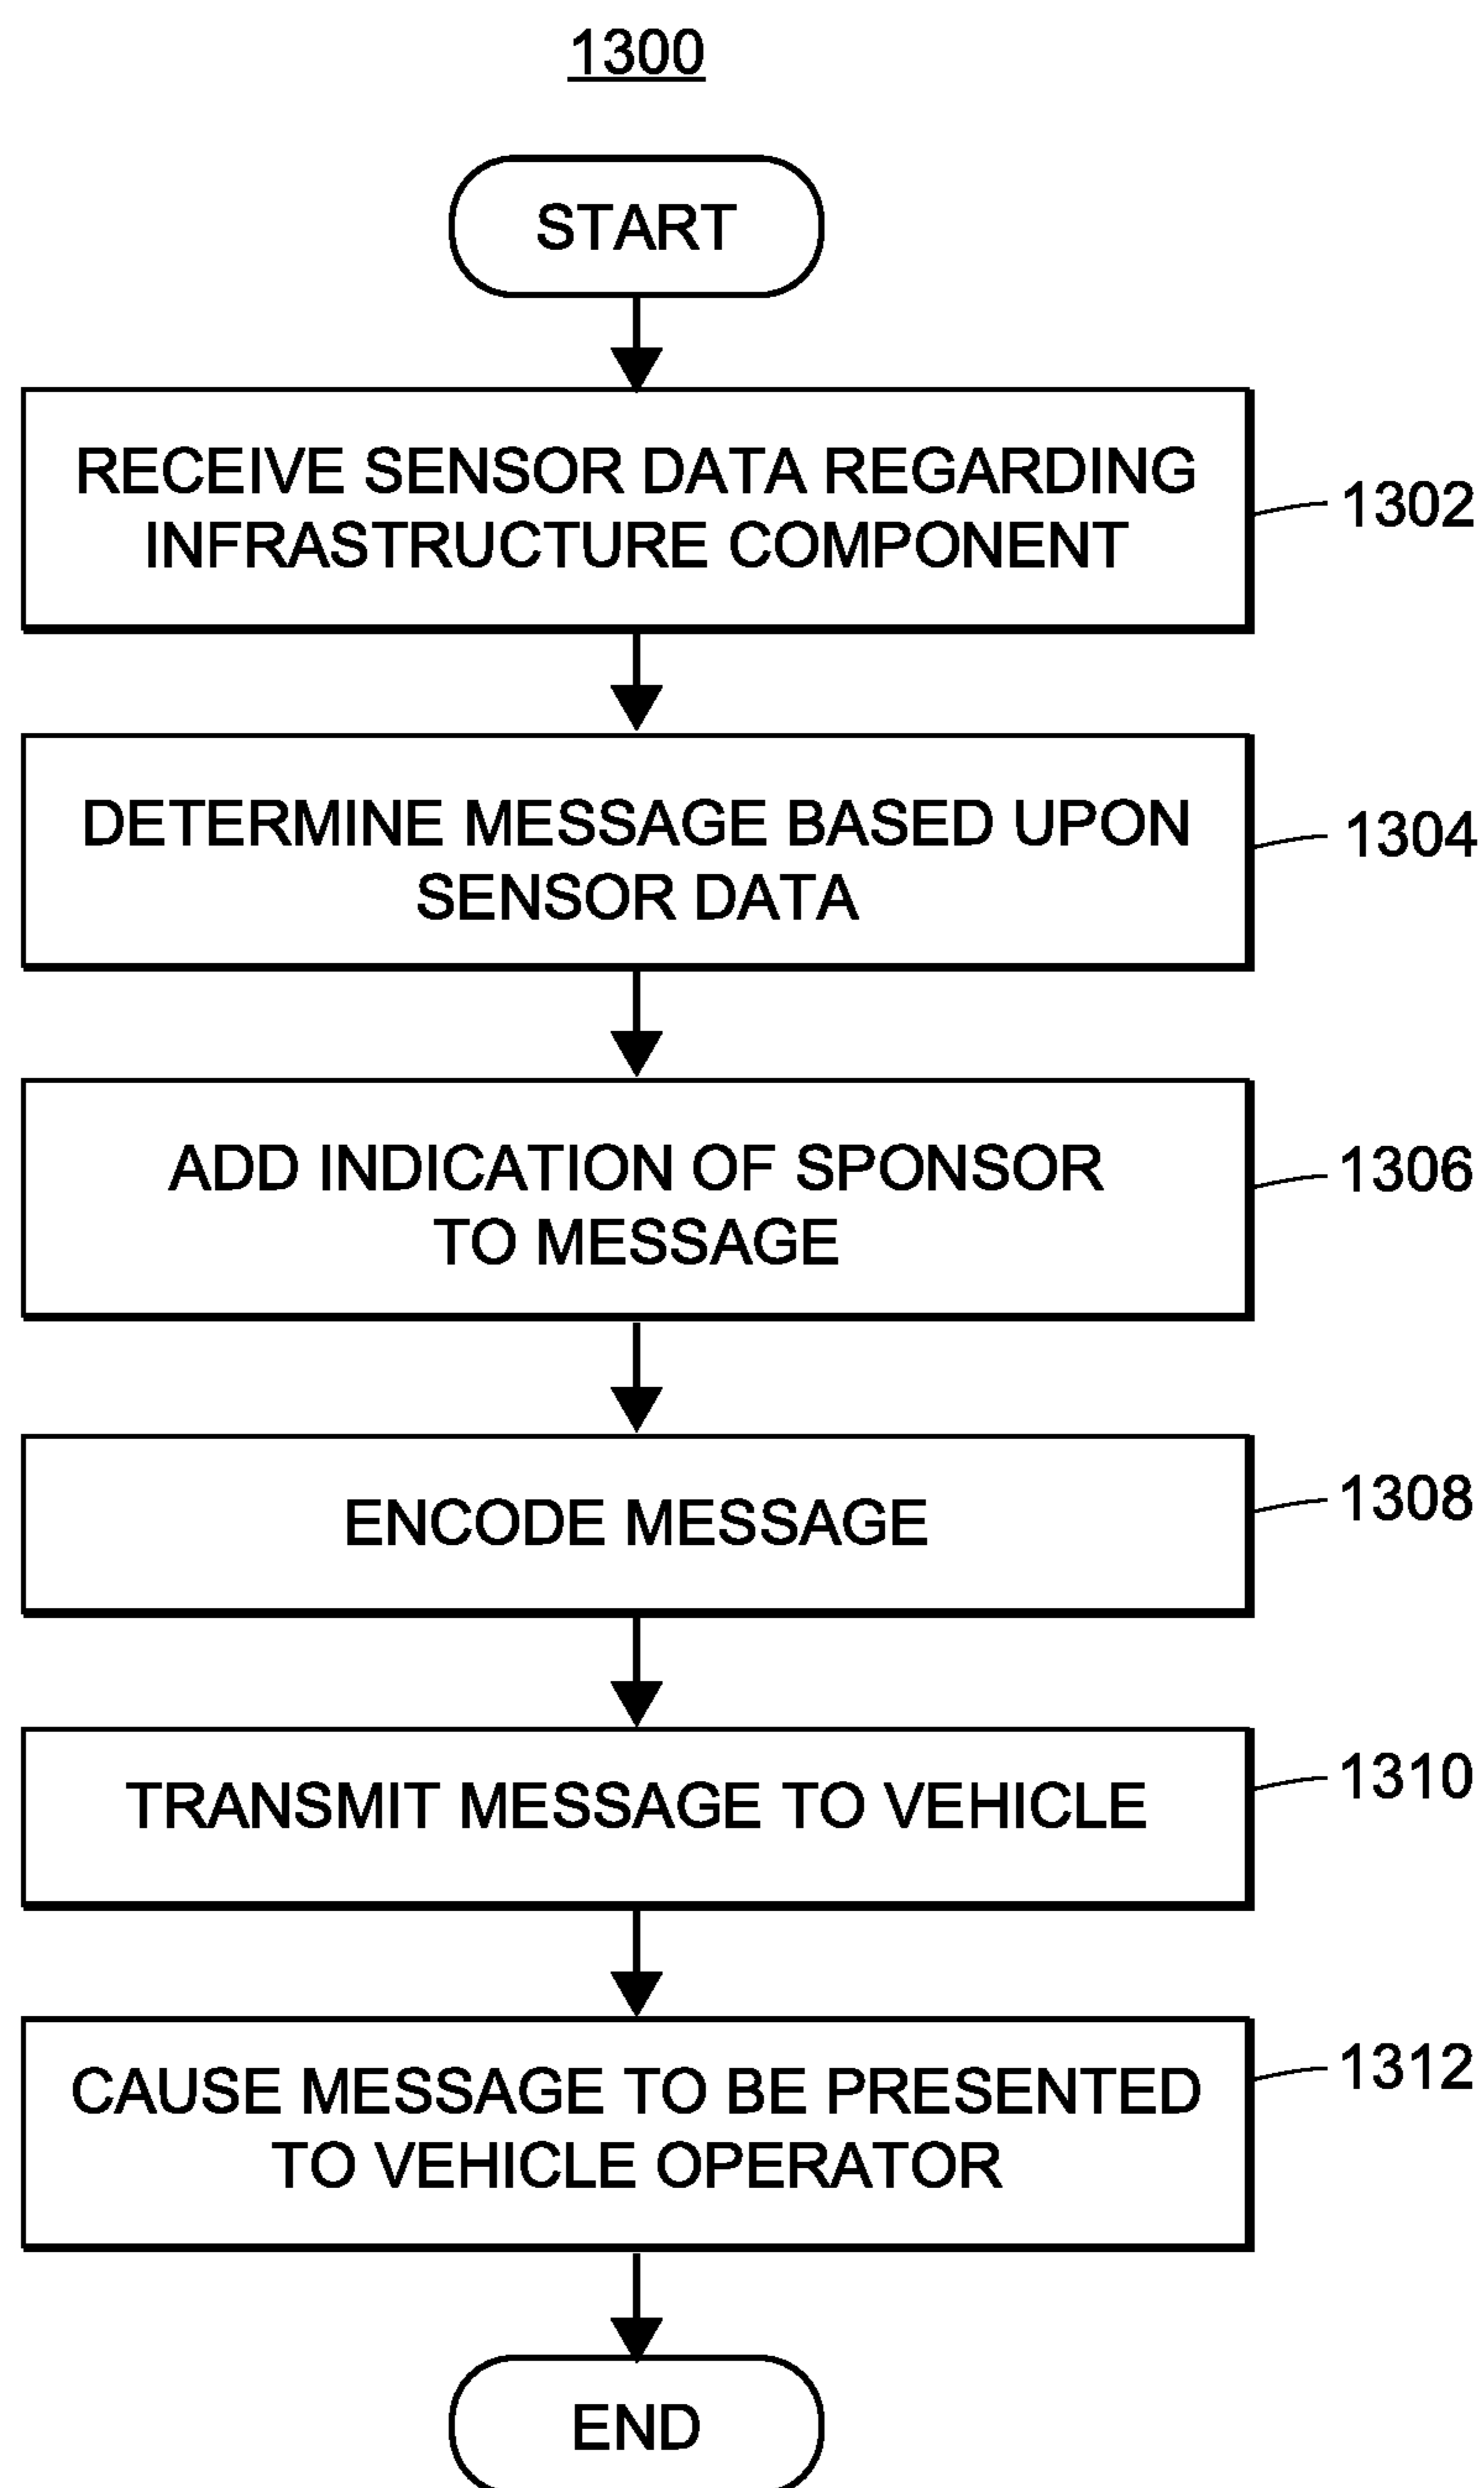 1300
START
RECEIVE SENSOR DATA REGARDING
INFRASTRUCTURE COMPONENT
1302
DETERMINE MESSAGE BASED UPON
SENSOR DATA
1304
ADD INDICATION OF SPONSOR
TO MESSAGE
1306
ENCODE MESSAGE
1308
TRANSMIT MESSAGE TO VEHICLE
1310
CAUSE MESSAGE TO BE PRESENTED
TO VEHICLE OPERATOR
1312
END